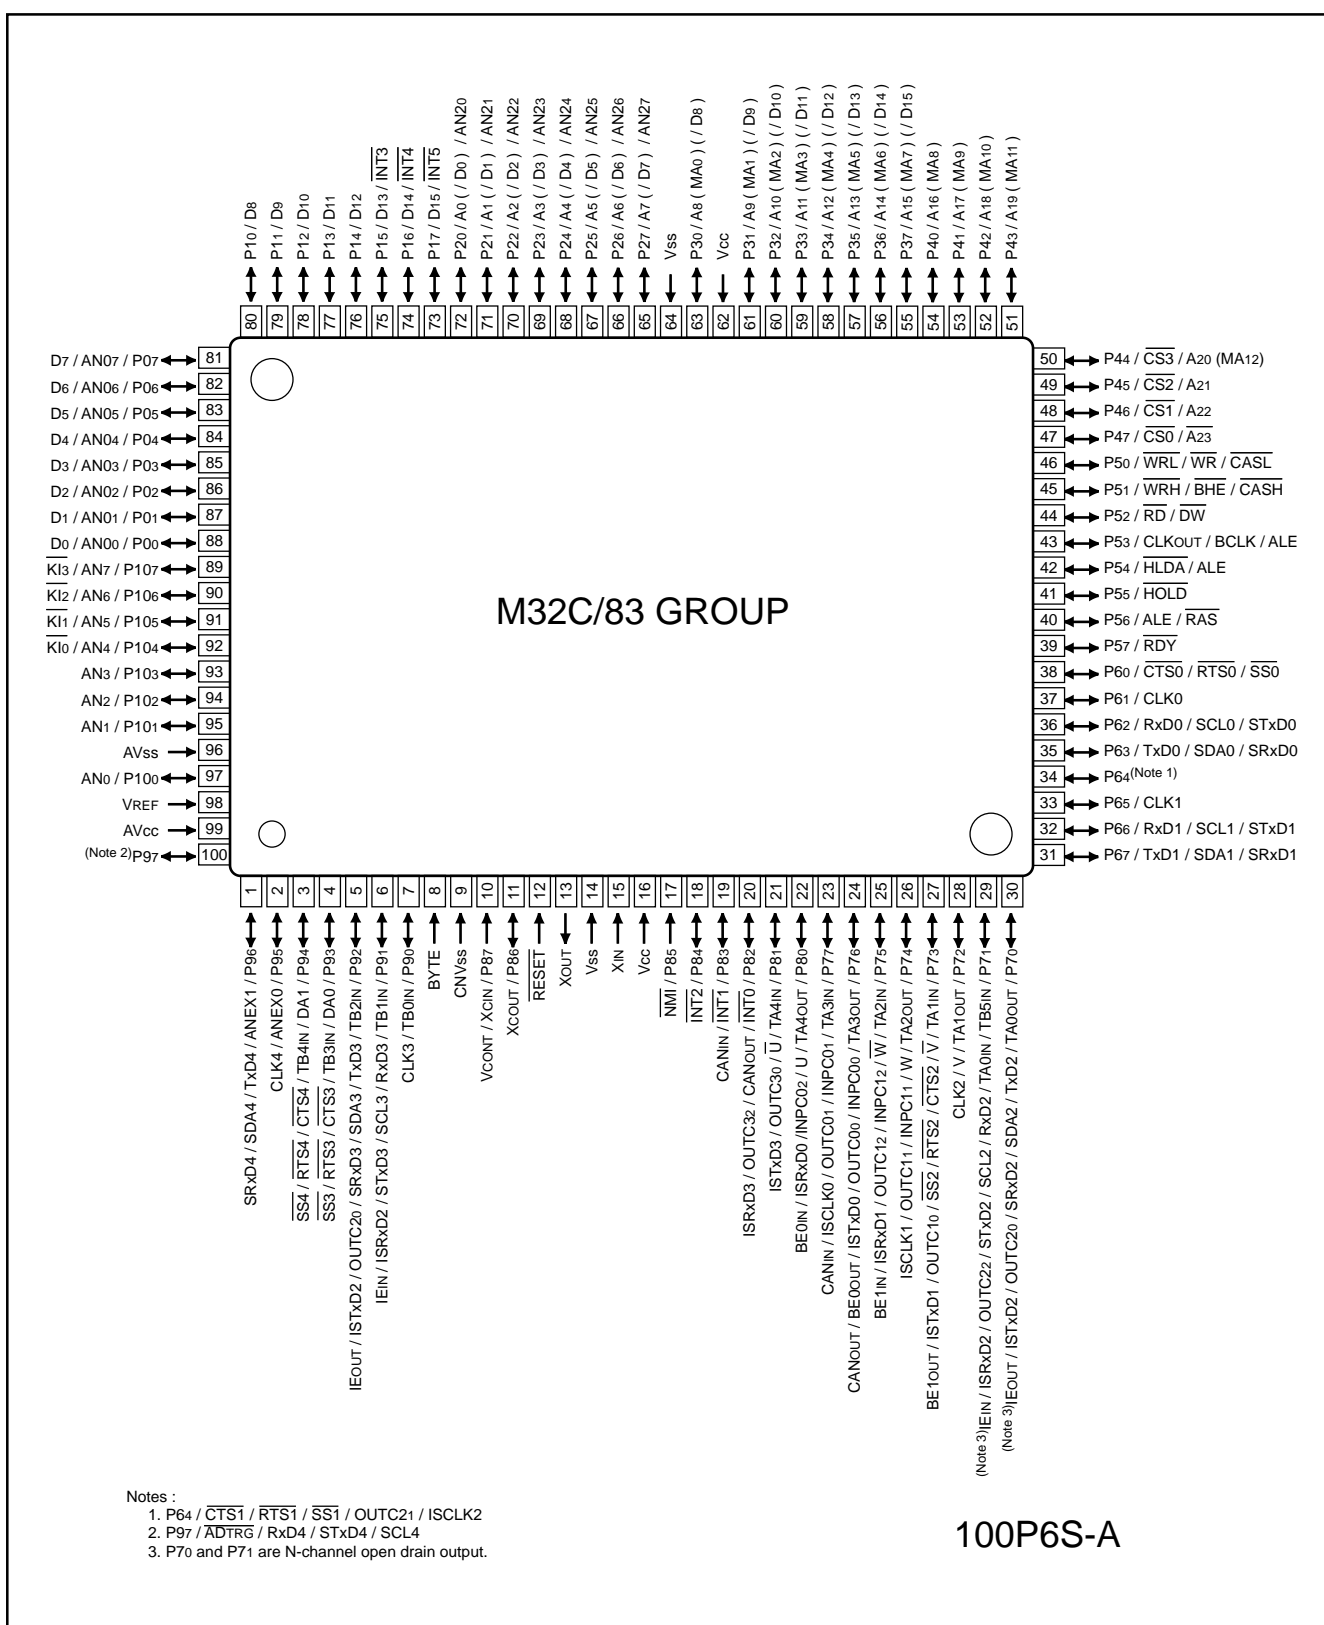 P10 / D8
P11 / D9
P12 / D10
P13 / D11
P14 / D12
P15 / D13 / INT3
P16 / D14 / INT4
P17 / D15 / INT5
P20 / A0 ( / D0 ) / AN20
P21 / A1 ( / D1 ) / AN21
P22 / A2 ( / D2 ) / AN22
P23 / A3 ( / D3 ) / AN23
P24 / A4 ( / D4 ) / AN24
P25 / A5 ( / D5 ) / AN25
P26 / A6 ( / D6 ) / AN26
P27 / A7 ( / D7 ) / AN27
Vss
P30 / A8 ( MA0 ) ( / D8 )
Vcc
P31 / A9 ( MA1 ) ( / D9 )
P32 / A10 ( MA2 ) ( / D10 )
P33 / A11 ( MA3 ) ( / D11 )
P34 / A12 ( MA4 ) ( / D12 )
P35 / A13 ( MA5 ) ( / D13 )
P36 / A14 ( MA6 ) ( / D14 )
P37 / A15 ( MA7 ) ( / D15 )
P40 / A16 ( MA8 )
P41 / A17 ( MA9 )
P42 / A18 ( MA10 )
P43 / A19 ( MA11 )
80 79 78 77 76 75 74 73 72 71 70 69 68 67 66 65 64 63 62 61 60 59 58 57 56 55 54 53 52 51
D7 / AN07 / P07 81
D6 / AN06 / P06 82
D5 / AN05 / P05 83
D4 / AN04 / P04 84
D3 / AN03 / P03 85
D2 / AN02 / P02 86
D1 / AN01 / P01 87
D0 / AN00 / P00 88
KI3 / AN7 / P107 89
KI2 / AN6 / P106 90
KI1 / AN5 / P105 91
KI0 / AN4 / P104 92
AN3 / P103 93
AN2 / P102 94
AN1 / P101 95
AVss 96
AN0 / P100 97
VREF 98
AVcc 99
(Note 2)P97 100
M32C/83 GROUP
50 P44 / CS3 / A20 (MA12)
49 P45 / CS2 / A21
48 P46 / CS1 / A22
47 P47 / CS0 / A23
46 P50 / WRL / WR / CASL
45 P51 / WRH / BHE / CASH
44 P52 / RD / DW
43 P53 / CLKOUT / BCLK / ALE
42 P54 / HLDA / ALE
41 P55 / HOLD
40 P56 / ALE / RAS
39 P57 / RDY
38 P60 / CTS0 / RTS0 / SS0
37 P61 / CLK0
36 P62 / RxD0 / SCL0 / STxD0
35 P63 / TxD0 / SDA0 / SRxD0
34 P64(Note 1)
33 P65 / CLK1
32 P66 / RxD1 / SCL1 / STxD1
31 P67 / TxD1 / SDA1 / SRxD1
1 2 3 4 5 6 7 8 9 10 11 12 13 14 15 16 17 18 19 20 21 22 23 24 25 26 27 28 29 30
SRxD4 / SDA4 / TxD4 / ANEX1 / P96
CLK4 / ANEX0 / P95
SS4 / RTS4 / CTS4 / TB4IN / DA1 / P94
SS3 / RTS3 / CTS3 / TB3IN / DA0 / P93
IEOUT / ISTxD2 / OUTC20 / SRxD3 / SDA3 / TxD3 / TB2IN / P92
IEIN / ISRxD2 / STxD3 / SCL3 / RxD3 / TB1IN / P91
CLK3 / TB0IN / P90
BYTE
CNVss
VCONT / XCIN / P87
XCOUT / P86
RESET
XOUT
Vss
XIN
Vcc
NMI / P85
INT2 / P84
CANIN / INT1 / P83
ISRxD3 / OUTC32 / CANOUT / INT0 / P82
ISTxD3 / OUTC30 / U / TA4IN / P81
BE0IN / ISRxD0 /INPC02 / U / TA4OUT / P80
CANIN / ISCLK0 / OUTC01 / INPC01 / TA3IN / P77
CANOUT / BE0OUT / ISTxD0 / OUTC00 / INPC00 / TA3OUT / P76
BE1IN / ISRxD1 / OUTC12 / INPC12 / W / TA2IN / P75
ISCLK1 / OUTC11 / INPC11 / W / TA2OUT / P74
BE1OUT / ISTxD1 / OUTC10 / SS2 / RTS2 / CTS2 / V / TA1IN / P73
CLK2 / V / TA1OUT / P72
(Note 3)IEIN / ISRxD2 / OUTC22 / STxD2 / SCL2 / RxD2 / TA0IN / TB5IN / P71
(Note 3)IEOUT / ISTxD2 / OUTC20 / SRxD2 / SDA2 / TxD2 / TA0OUT / P70
Notes :
1. P64 / CTS1 / RTS1 / SS1 / OUTC21 / ISCLK2
2. P97 / ADTRG / RxD4 / STxD4 / SCL4
3. P70 and P71 are N-channel open drain output.
100P6S-A